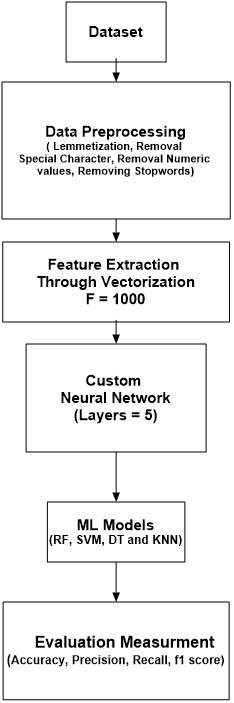 Dataset
Data Preprocessing
( Lemmetization, Removal
Special Character, Removal Numeric
values, Removing Stopwords)
Feature Extraction
Through Vectorization
F = 1000
Custom
Neural Network
(Layers = 5)
ML Models
(RF, SVM, DT and KNN)
Evaluation Measurment
(Accuracy, Precision, Recall, f1 score)